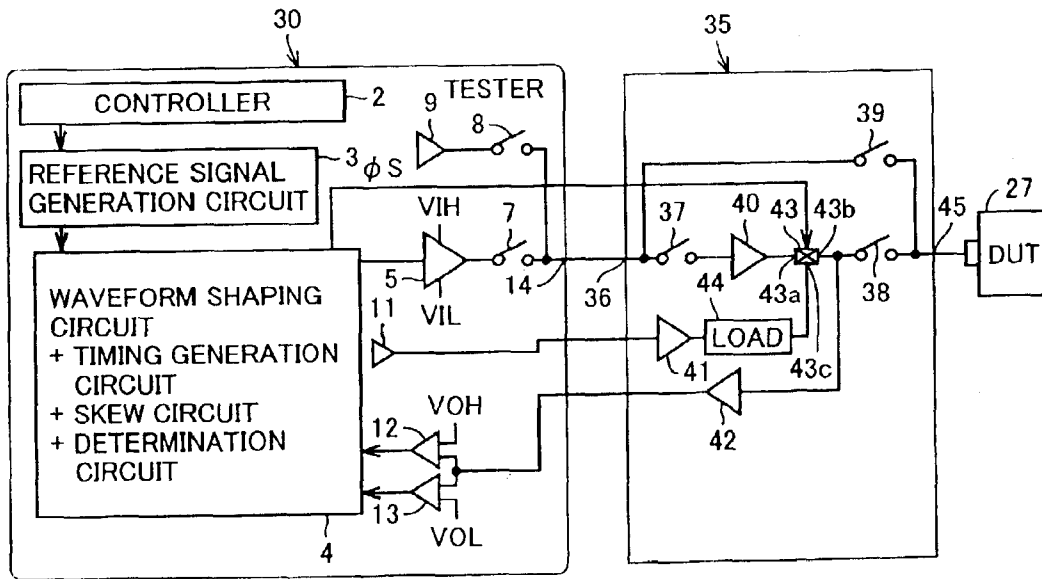 30
35
CONTROLLER
2
TESTER
9
8
39
REFERENCE SIGNAL
GENERATION CIRCUIT
3
φS
27
DUT
VIH
7
37
40
43
43b
45
5
14
36
43a
38
VIL
44
WAVEFORM SHAPING
CIRCUIT
+ TIMING GENERATION
CIRCUIT
+ SKEW CIRCUIT
+ DETERMINATION
CIRCUIT
11
LOAD
41
43c
12
VOH
42
13
VOL
4